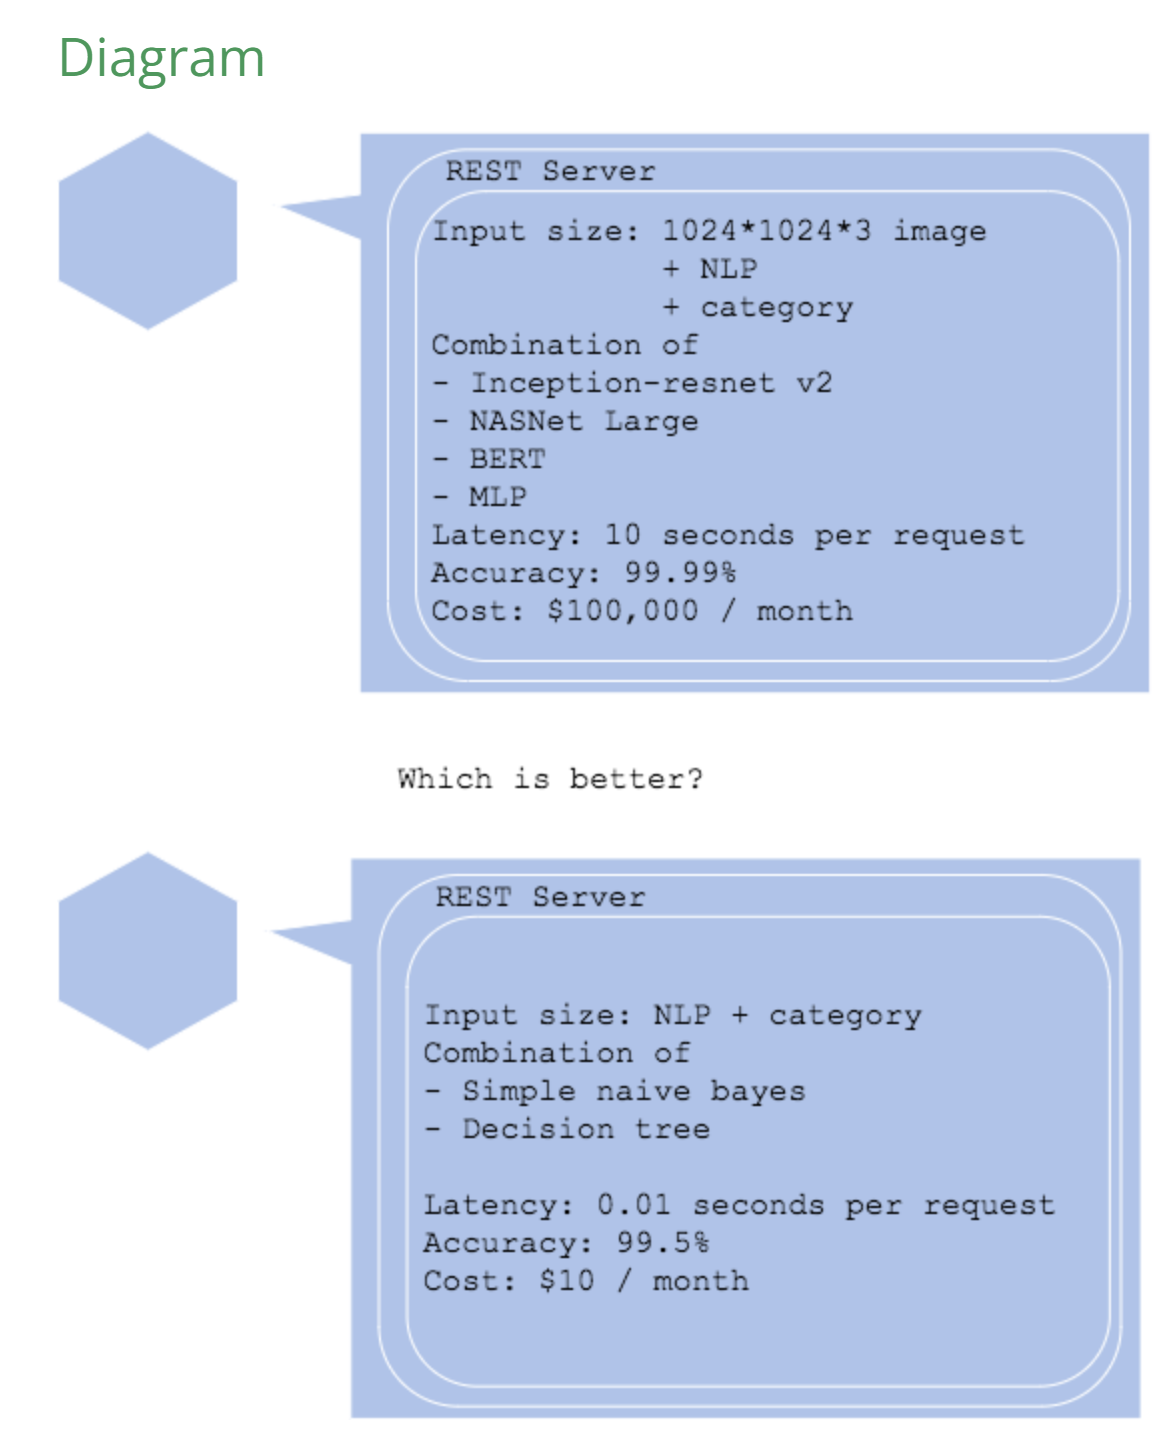 Diagram
REST Server
Input size: 1024*1024*3 image
+ NLP
+ category
Combination of
- Inception-resnet v2
- NASNet Large
- BERT
- MLP
Latency: 10 seconds per request
Accuracy: 99.99%
Cost: $100,000 / month
Which is better?
REST Server
Input size: NLP + category
Combination of
- Simple naive bayes
- Decision tree
Latency: 0.01 seconds per request
Accuracy: 99.5%
Cost: $10 / month